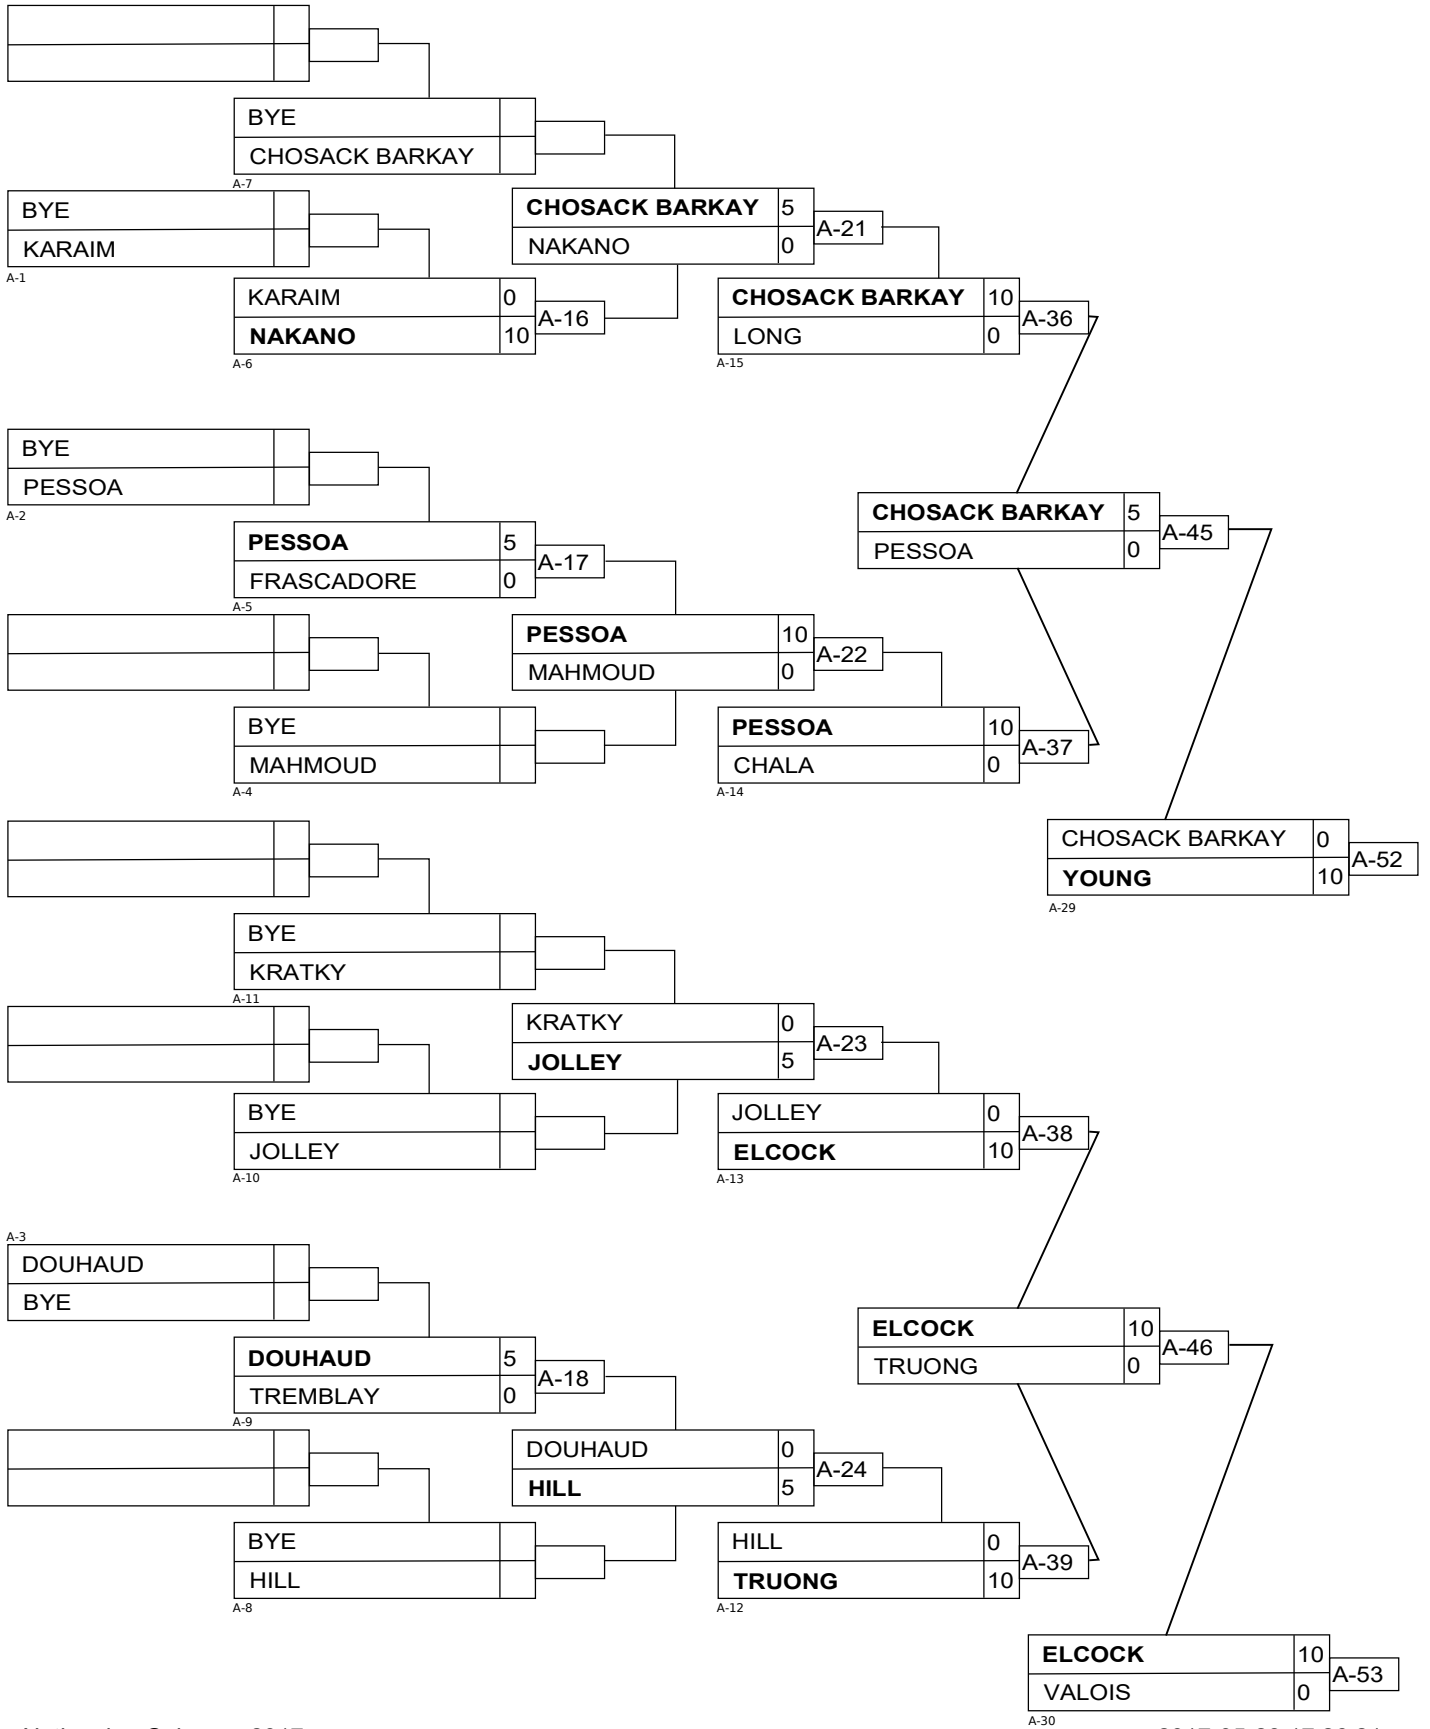 BYE
CHOSACK BARKAY
A-7
BYE
KARAIM
A-1
CHOSACK BARKAY 5
NAKANO 0
A-21
KARAIM 0
NAKANO 10
A-16
A-6
CHOSACK BARKAY 10
LONG 0
A-36
A-15
BYE
PESSOA
A-2
CHOSACK BARKAY 5
PESSOA 0
A-45
PESSOA 5
FRASCADORE 0
A-17
A-5
PESSOA 10
MAHMOUD 0
A-22
BYE
MAHMOUD
A-4
PESSOA 10
CHALA 0
A-37
A-14
CHOSACK BARKAY 0
YOUNG 10
A-52
A-29
BYE
KRATKY
A-11
KRATKY 0
JOLLEY 5
A-23
BYE
JOLLEY
A-10
JOLLEY 0
ELCOCK 10
A-38
A-13
A-3
DOUHAUD
BYE
ELCOCK 10
TRUONG 0
A-46
DOUHAUD 5
TREMBLAY 0
A-18
A-9
DOUHAUD 0
HILL 5
A-24
BYE
HILL
A-8
HILL 0
TRUONG 10
A-39
A-12
ELCOCK 10
VALOIS 0
A-53
A-30